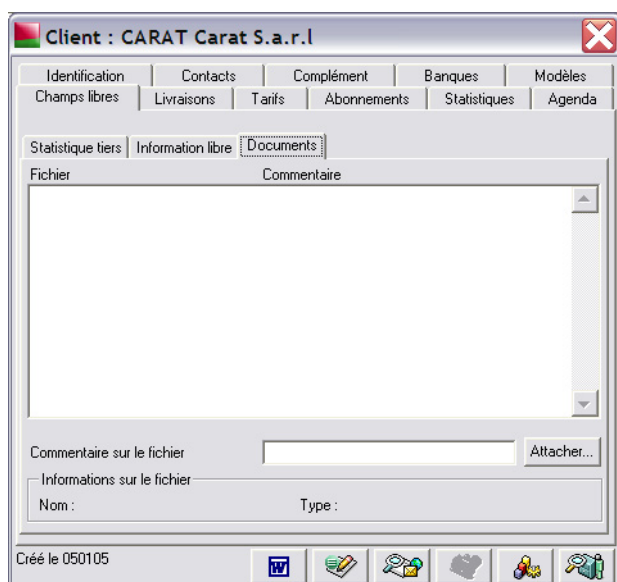 Client : CARAT Carat S.a.r.l
Identification Contacts Complément Banques Modèles
Champs libres Livraisons Tarifs Abonnements Statistiques Agenda
Statistique tiers Information libre Documents
Fichier Commentaire
Commentaire sur le fichier Attacher...
Informations sur le fichier
Nom : Type :
Créé le 050105
W